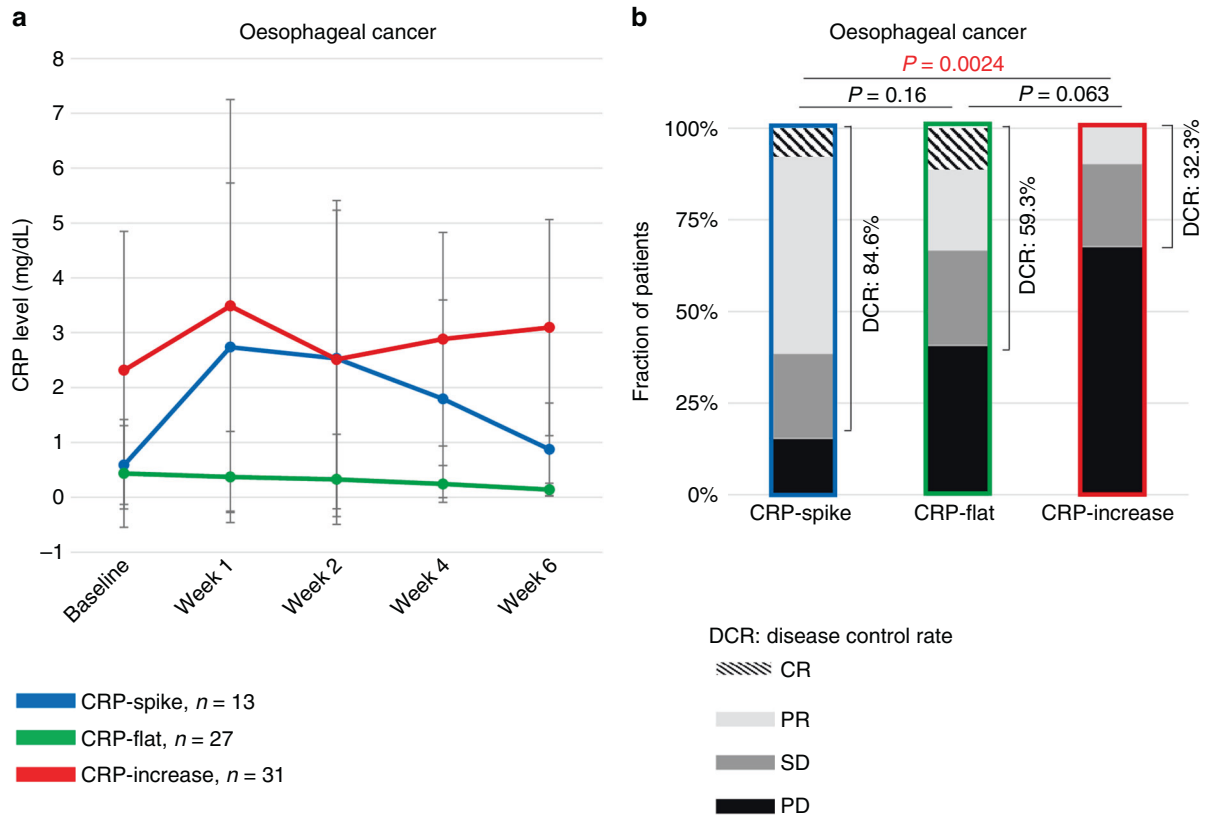 a
Oesophageal cancer
CRP level (mg/dL)
8
7
6
5
4
3
2
1
0
–1
Baseline
Week 1
Week 2
Week 4
Week 6
CRP-spike, n = 13
CRP-flat, n = 27
CRP-increase, n = 31
b
Oesophageal cancer
P = 0.0024
P = 0.16
P = 0.063
Fraction of patients
100%
75%
50%
25%
0%
DCR: 84.6%
DCR: 59.3%
DCR: 32.3%
CRP-spike
CRP-flat
CRP-increase
DCR: disease control rate
CR
PR
SD
PD